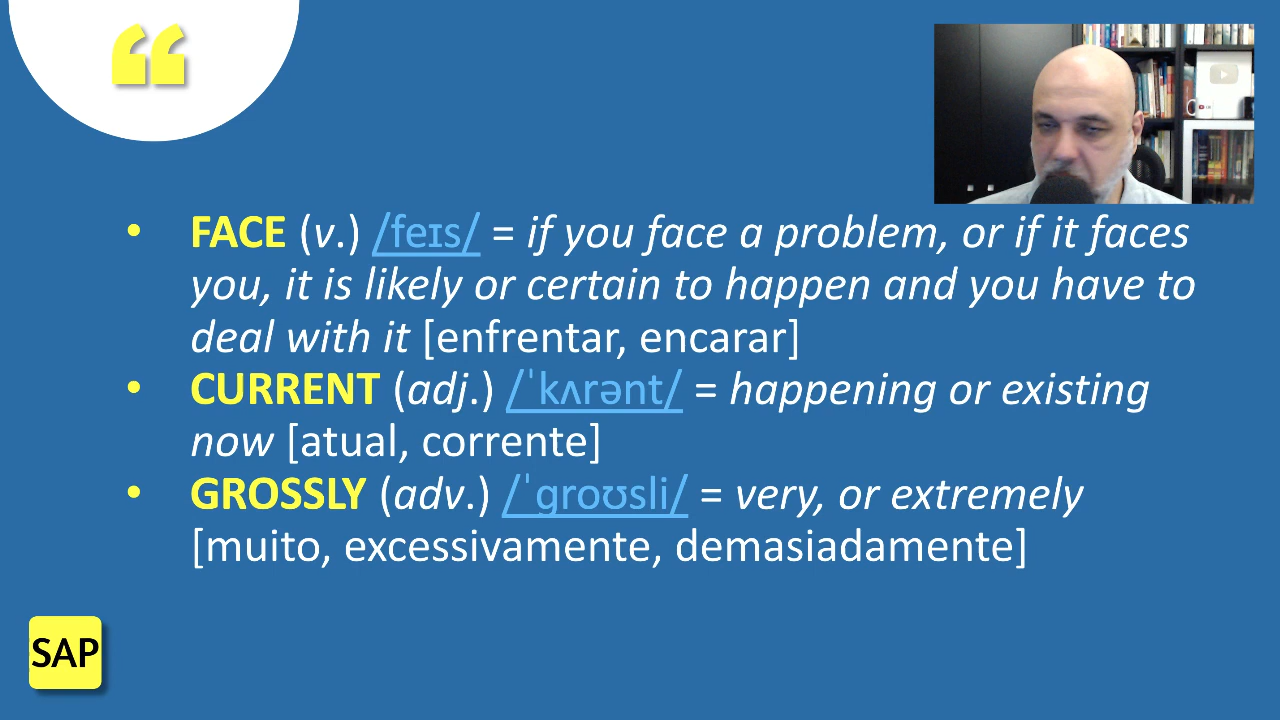 “
• FACE (v.) /feɪs/ = if you face a problem, or if it faces
you, it is likely or certain to happen and you have to
deal with it [enfrentar, encarar]
• CURRENT (adj.) /ˈkʌrənt/ = happening or existing
now [atual, corrente]
• GROSSLY (adv.) /ˈɡroʊsli/ = very, or extremely
[muito, excessivamente, demasiadamente]
SAP